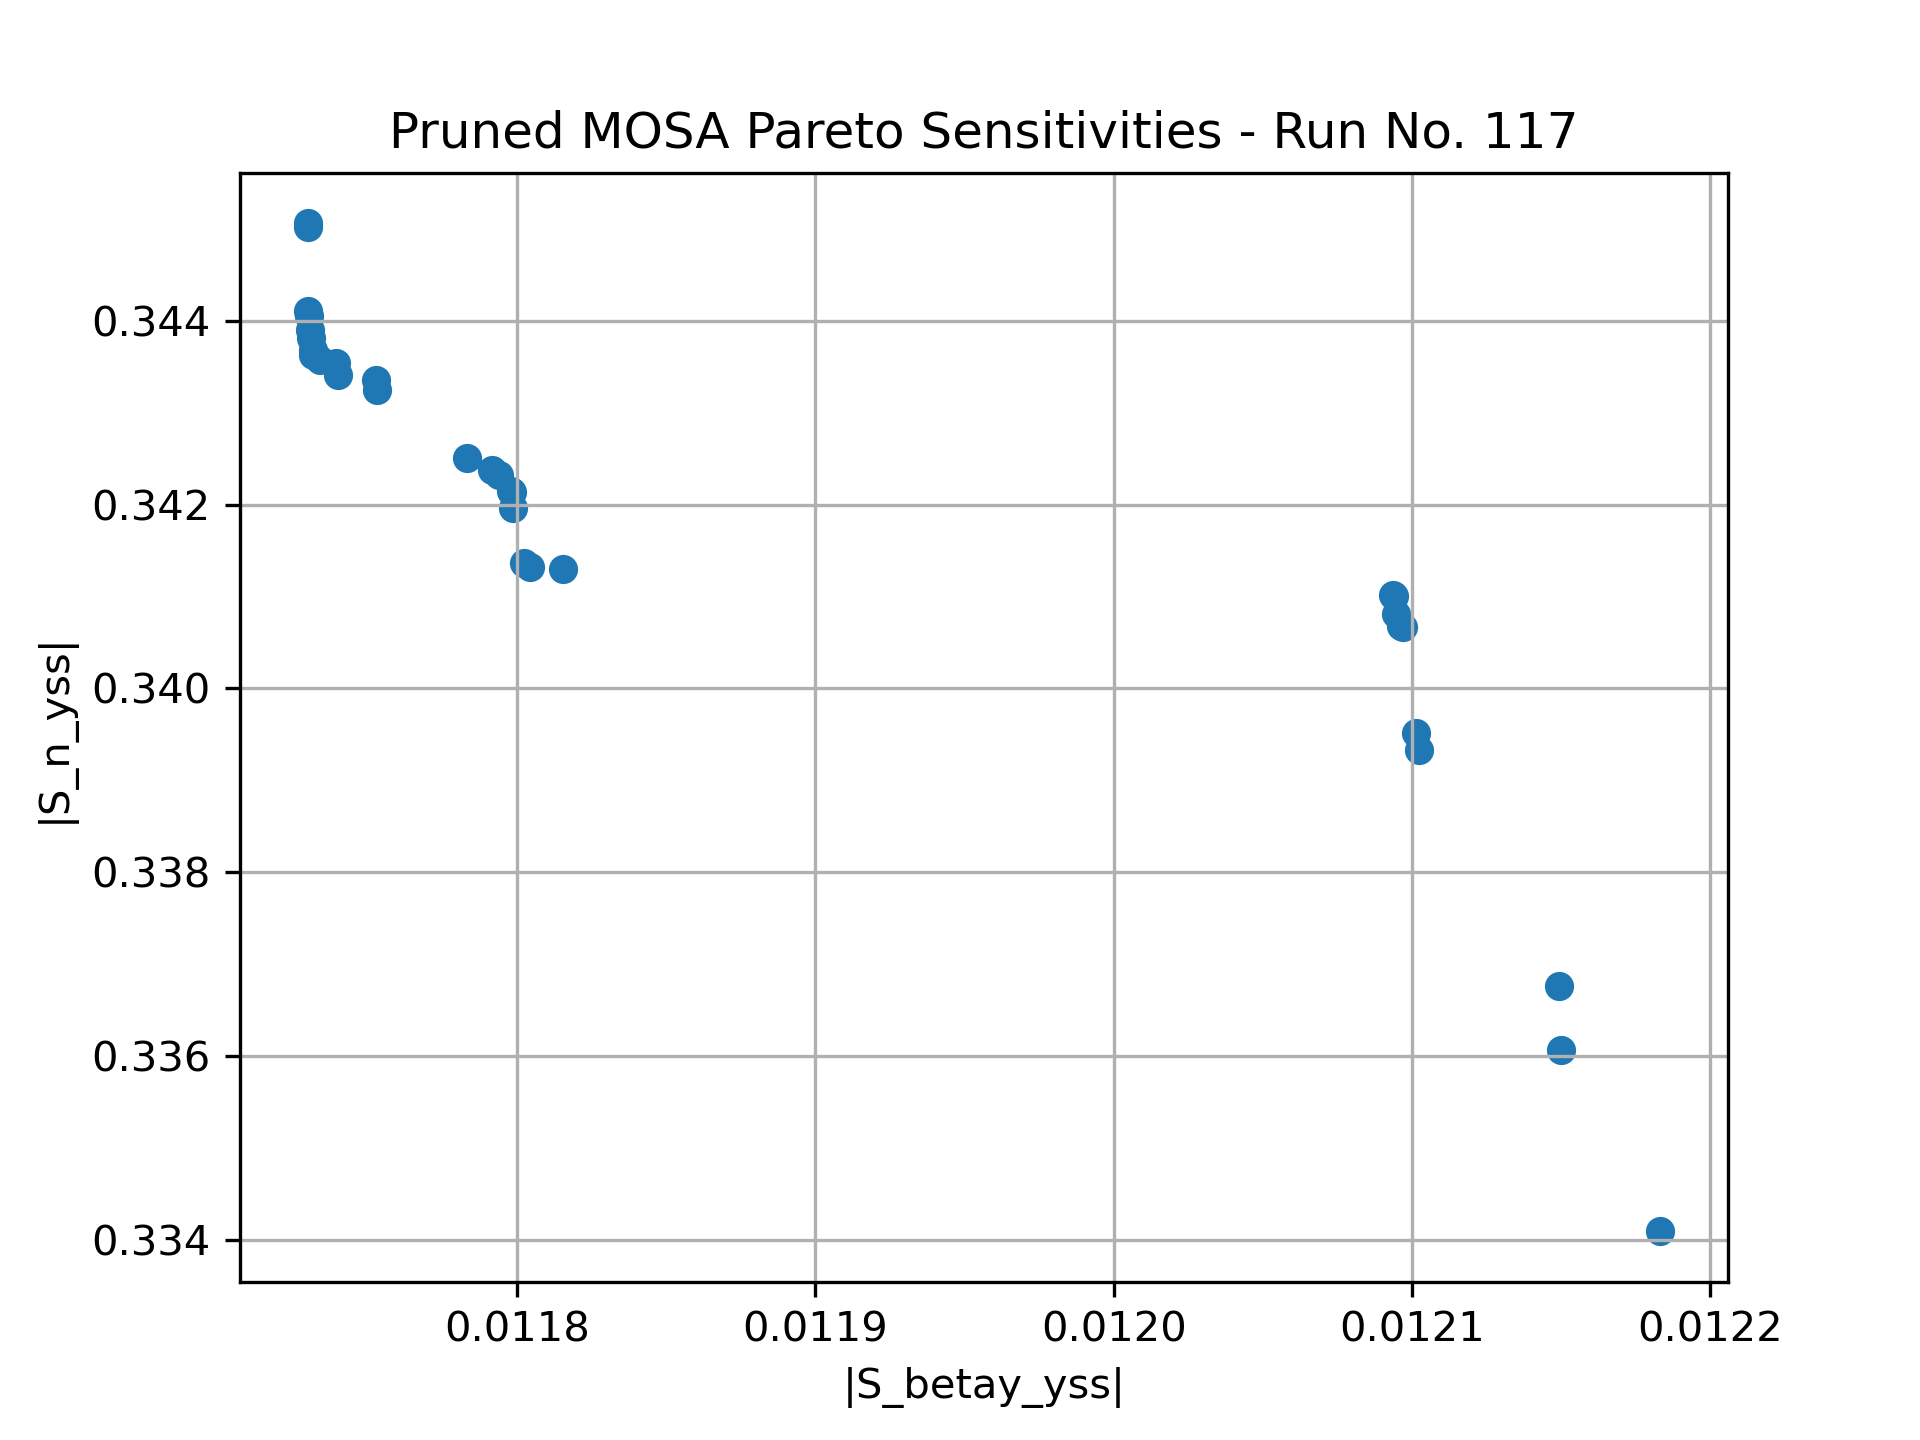 Pruned MOSA Pareto Sensitivities - Run No. 117
|S_n_yss|
0.344
0.342
0.340
0.338
0.336
0.334
0.0118 0.0119 0.0120 0.0121 0.0122
|S_betay_yss|